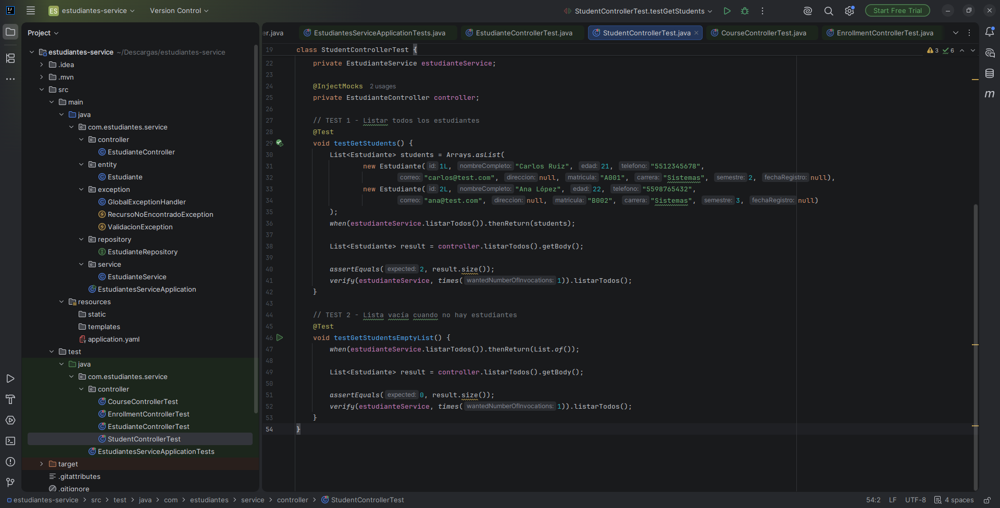 ES estudiantes-service Version Control StudentControllerTest.testGetStudents Start Free Trial
Project
er.java EstudiantesServiceApplicationTests.java EstudianteControllerTest.java StudentControllerTest.java CourseControllerTest.java EnrollmentControllerTest.java
estudiantes-service ~/Descargas/estudiantes-service
.idea
.mvn
src
main
java
com.estudiantes.service
controller
EstudianteController
entity
Estudiante
exception
GlobalExceptionHandler
RecursoNoEncontradoException
ValidacionException
repository
EstudianteRepository
service
EstudianteService
EstudiantesServiceApplication
resources
static
templates
application.yaml
test
java
com.estudiantes.service
controller
CourseControllerTest
EnrollmentControllerTest
EstudianteControllerTest
StudentControllerTest
EstudiantesServiceApplicationTests
target
.gitattributes
.gitignore
19 class StudentControllerTest {
3 6
22 private EstudianteService estudianteService;
23
24 @InjectMocks 2 usages
25 private EstudianteController controller;
26
27 // TEST 1 - Listar todos los estudiantes
28 @Test
29 void testGetStudents() {
30 List<Estudiante> students = Arrays.asList(
31 new Estudiante( id: 1L, nombreCompleto: "Carlos Ruiz", edad: 21, telefono: "5512345678",
32 correo: "carlos@test.com", direccion: null, matricula: "A001", carrera: "Sistemas", semestre: 2, fechaRegistro: null),
33 new Estudiante( id: 2L, nombreCompleto: "Ana López", edad: 22, telefono: "5598765432",
34 correo: "ana@test.com", direccion: null, matricula: "B002", carrera: "Sistemas", semestre: 3, fechaRegistro: null)
35 );
36 when(estudianteService.listarTodos()).thenReturn(students);
37
38 List<Estudiante> result = controller.listarTodos().getBody();
39
40 assertEquals( expected: 2, result.size());
41 verify(estudianteService, times( wantedNumberOfInvocations: 1)).listarTodos();
42 }
43
44 // TEST 2 - Lista vacía cuando no hay estudiantes
45 @Test
46 void testGetStudentsEmptyList() {
47 when(estudianteService.listarTodos()).thenReturn(List.of());
48
49 List<Estudiante> result = controller.listarTodos().getBody();
50
51 assertEquals( expected: 0, result.size());
52 verify(estudianteService, times( wantedNumberOfInvocations: 1)).listarTodos();
53 }
54 }
estudiantes-service > src > test > java > com > estudiantes > service > controller > StudentControllerTest
54:2 LF UTF-8 4 spaces